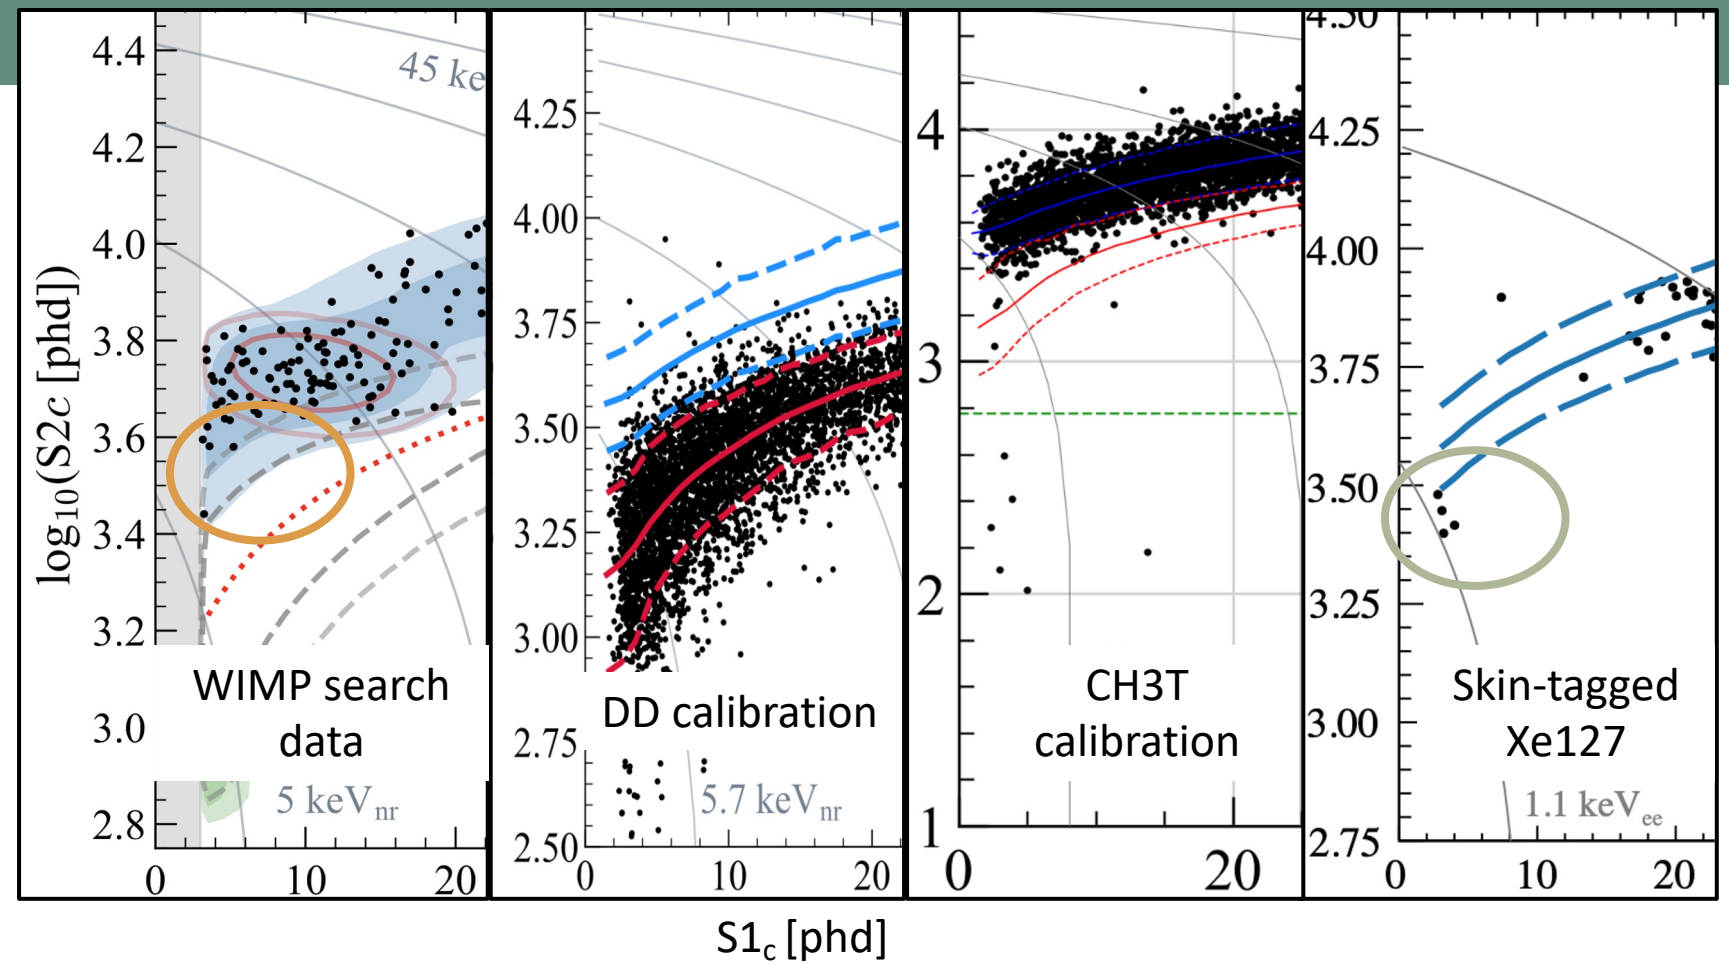 log10(S2c [phd])
4.4
4.2
4.0
3.8
3.6
3.4
3.2
3.0
2.8
45 ke
WIMP search
data
5 keVnr
0 10 20
4.25
4.00
3.75
3.50
3.25
3.00
2.75
2.50
DD calibration
5.7 keVnr
0 10 20
4
3
2
1
CH3T
calibration
0 20
4.50
4.25
4.00
3.75
3.50
3.25
3.00
2.75
Skin-tagged
Xe127
1.1 keVee
0 10 20
S1c [phd]